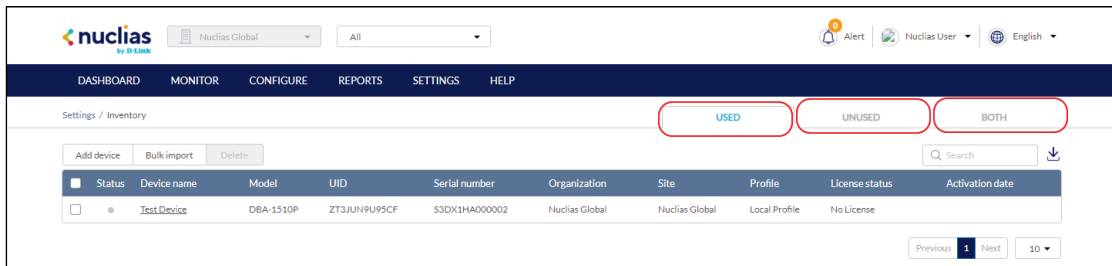 nuclias Nuclias Global All 0 Alert Nuclias User English
by D-Link
DASHBOARD MONITOR CONFIGURE REPORTS SETTINGS HELP
Settings / Inventory USED UNUSED BOTH
Add device Bulk import Delete Search
Status Device name Model UID Serial number Organization Site Profile License status Activation date
Test Device DBA-1510P ZT3JUN9U95CF S3DX1HA000002 Nuclias Global Nuclias Global Local Profile No License
Previous 1 Next 10